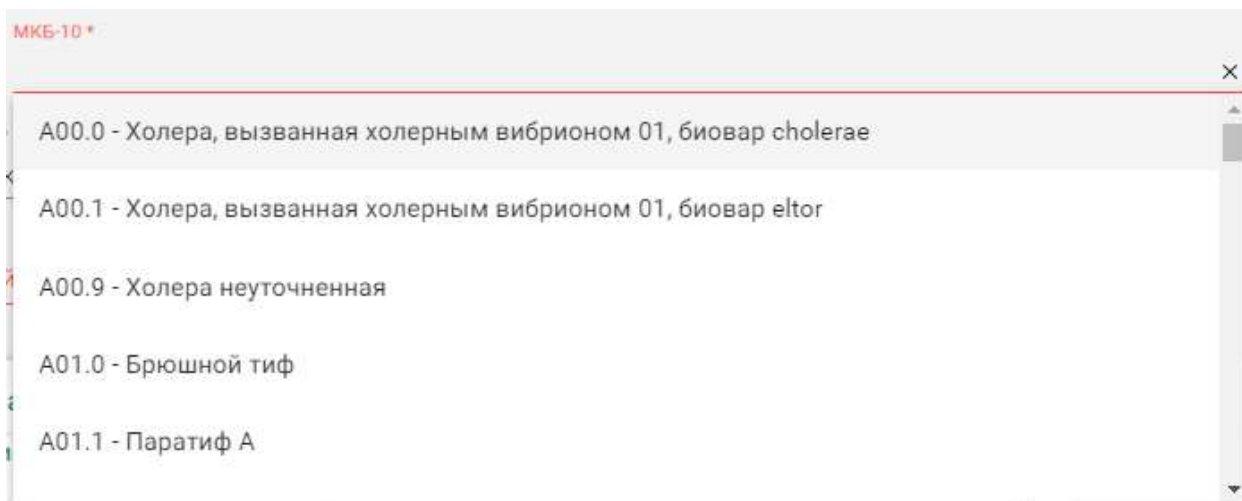 МКБ-10 *
A00.0 - Холера, вызванная холерным вибрионом 01, биовар cholerae
A00.1 - Холера, вызванная холерным вибрионом 01, биовар eltor
A00.9 - Холера неуточненная
A01.0 - Брюшной тиф
A01.1 - Паратиф A